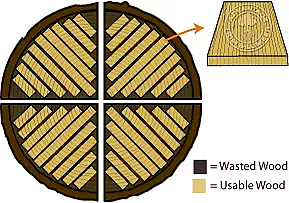 = Wasted Wood
= Usable Wood